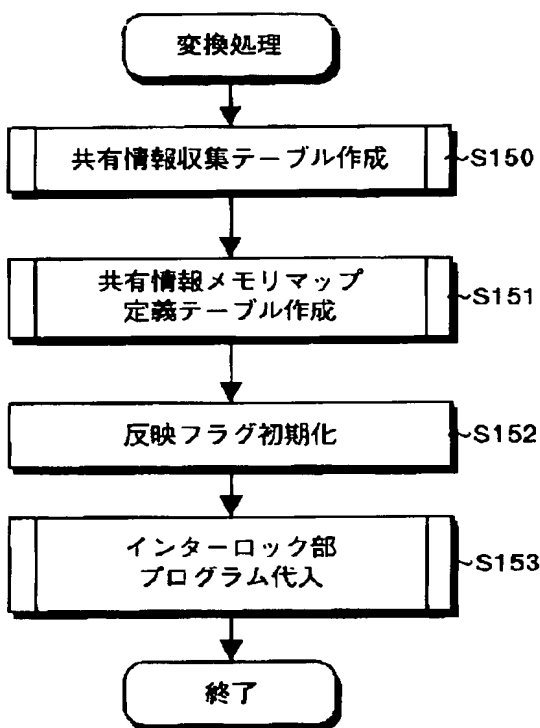 変換処理
共有情報収集テーブル作成
S150
共有情報メモリマップ
定義テーブル作成
S151
反映フラグ初期化
S152
インターロック部
プログラム代入
S153
終了